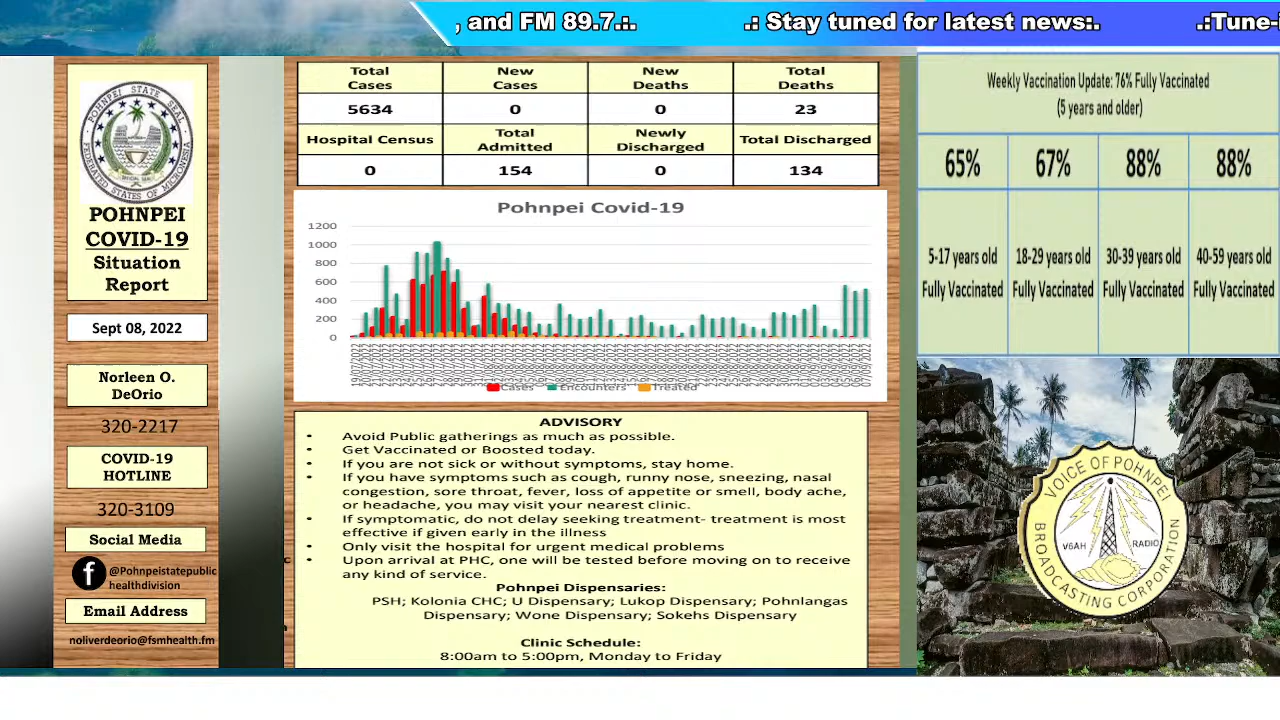 , and FM 89.7.:.
.: Stay tuned for latest news:.
.:Tune-
POHNPEI STATE SEAL
FEDERATED STATES OF MICRONESIA
POHNPEI
COVID-19
Situation
Report
Sept 08, 2022
Norleen O.
DeOrio
320-2217
COVID-19
HOTLINE
320-3109
Social Media
f
@Pohnpeistatepublic
healthdivision
Email Address
noliverdeorio@fsmhealth.fm
Total Cases
New Cases
New Deaths
Total Deaths
5634
0
0
23
Hospital Census
Total Admitted
Newly Discharged
Total Discharged
0
154
0
134
Pohnpei Covid-19
1200
1000
800
600
400
200
0
Cases
Encounters
Treated
ADVISORY
• Avoid Public gatherings as much as possible.
• Get Vaccinated or Boosted today.
• If you are not sick or without symptoms, stay home.
• If you have symptoms such as cough, runny nose, sneezing, nasal
congestion, sore throat, fever, loss of appetite or smell, body ache,
or headache, you may visit your nearest clinic.
• If symptomatic, do not delay seeking treatment- treatment is most
effective if given early in the illness
• Only visit the hospital for urgent medical problems
• Upon arrival at PHC, one will be tested before moving on to receive
any kind of service.
Pohnpei Dispensaries:
PSH; Kolonia CHC; U Dispensary; Lukop Dispensary; Pohnlangas
Dispensary; Wone Dispensary; Sokehs Dispensary
Clinic Schedule:
8:00am to 5:00pm, Monday to Friday
Weekly Vaccination Update: 76% Fully Vaccinated
(5 years and older)
65%
67%
88%
88%
5-17 years old
Fully Vaccinated
18-29 years old
Fully Vaccinated
30-39 years old
Fully Vaccinated
40-59 years old
Fully Vaccinated
VOICE OF POHNPEI
V6AH
RADIO
BROADCASTING CORPORATION